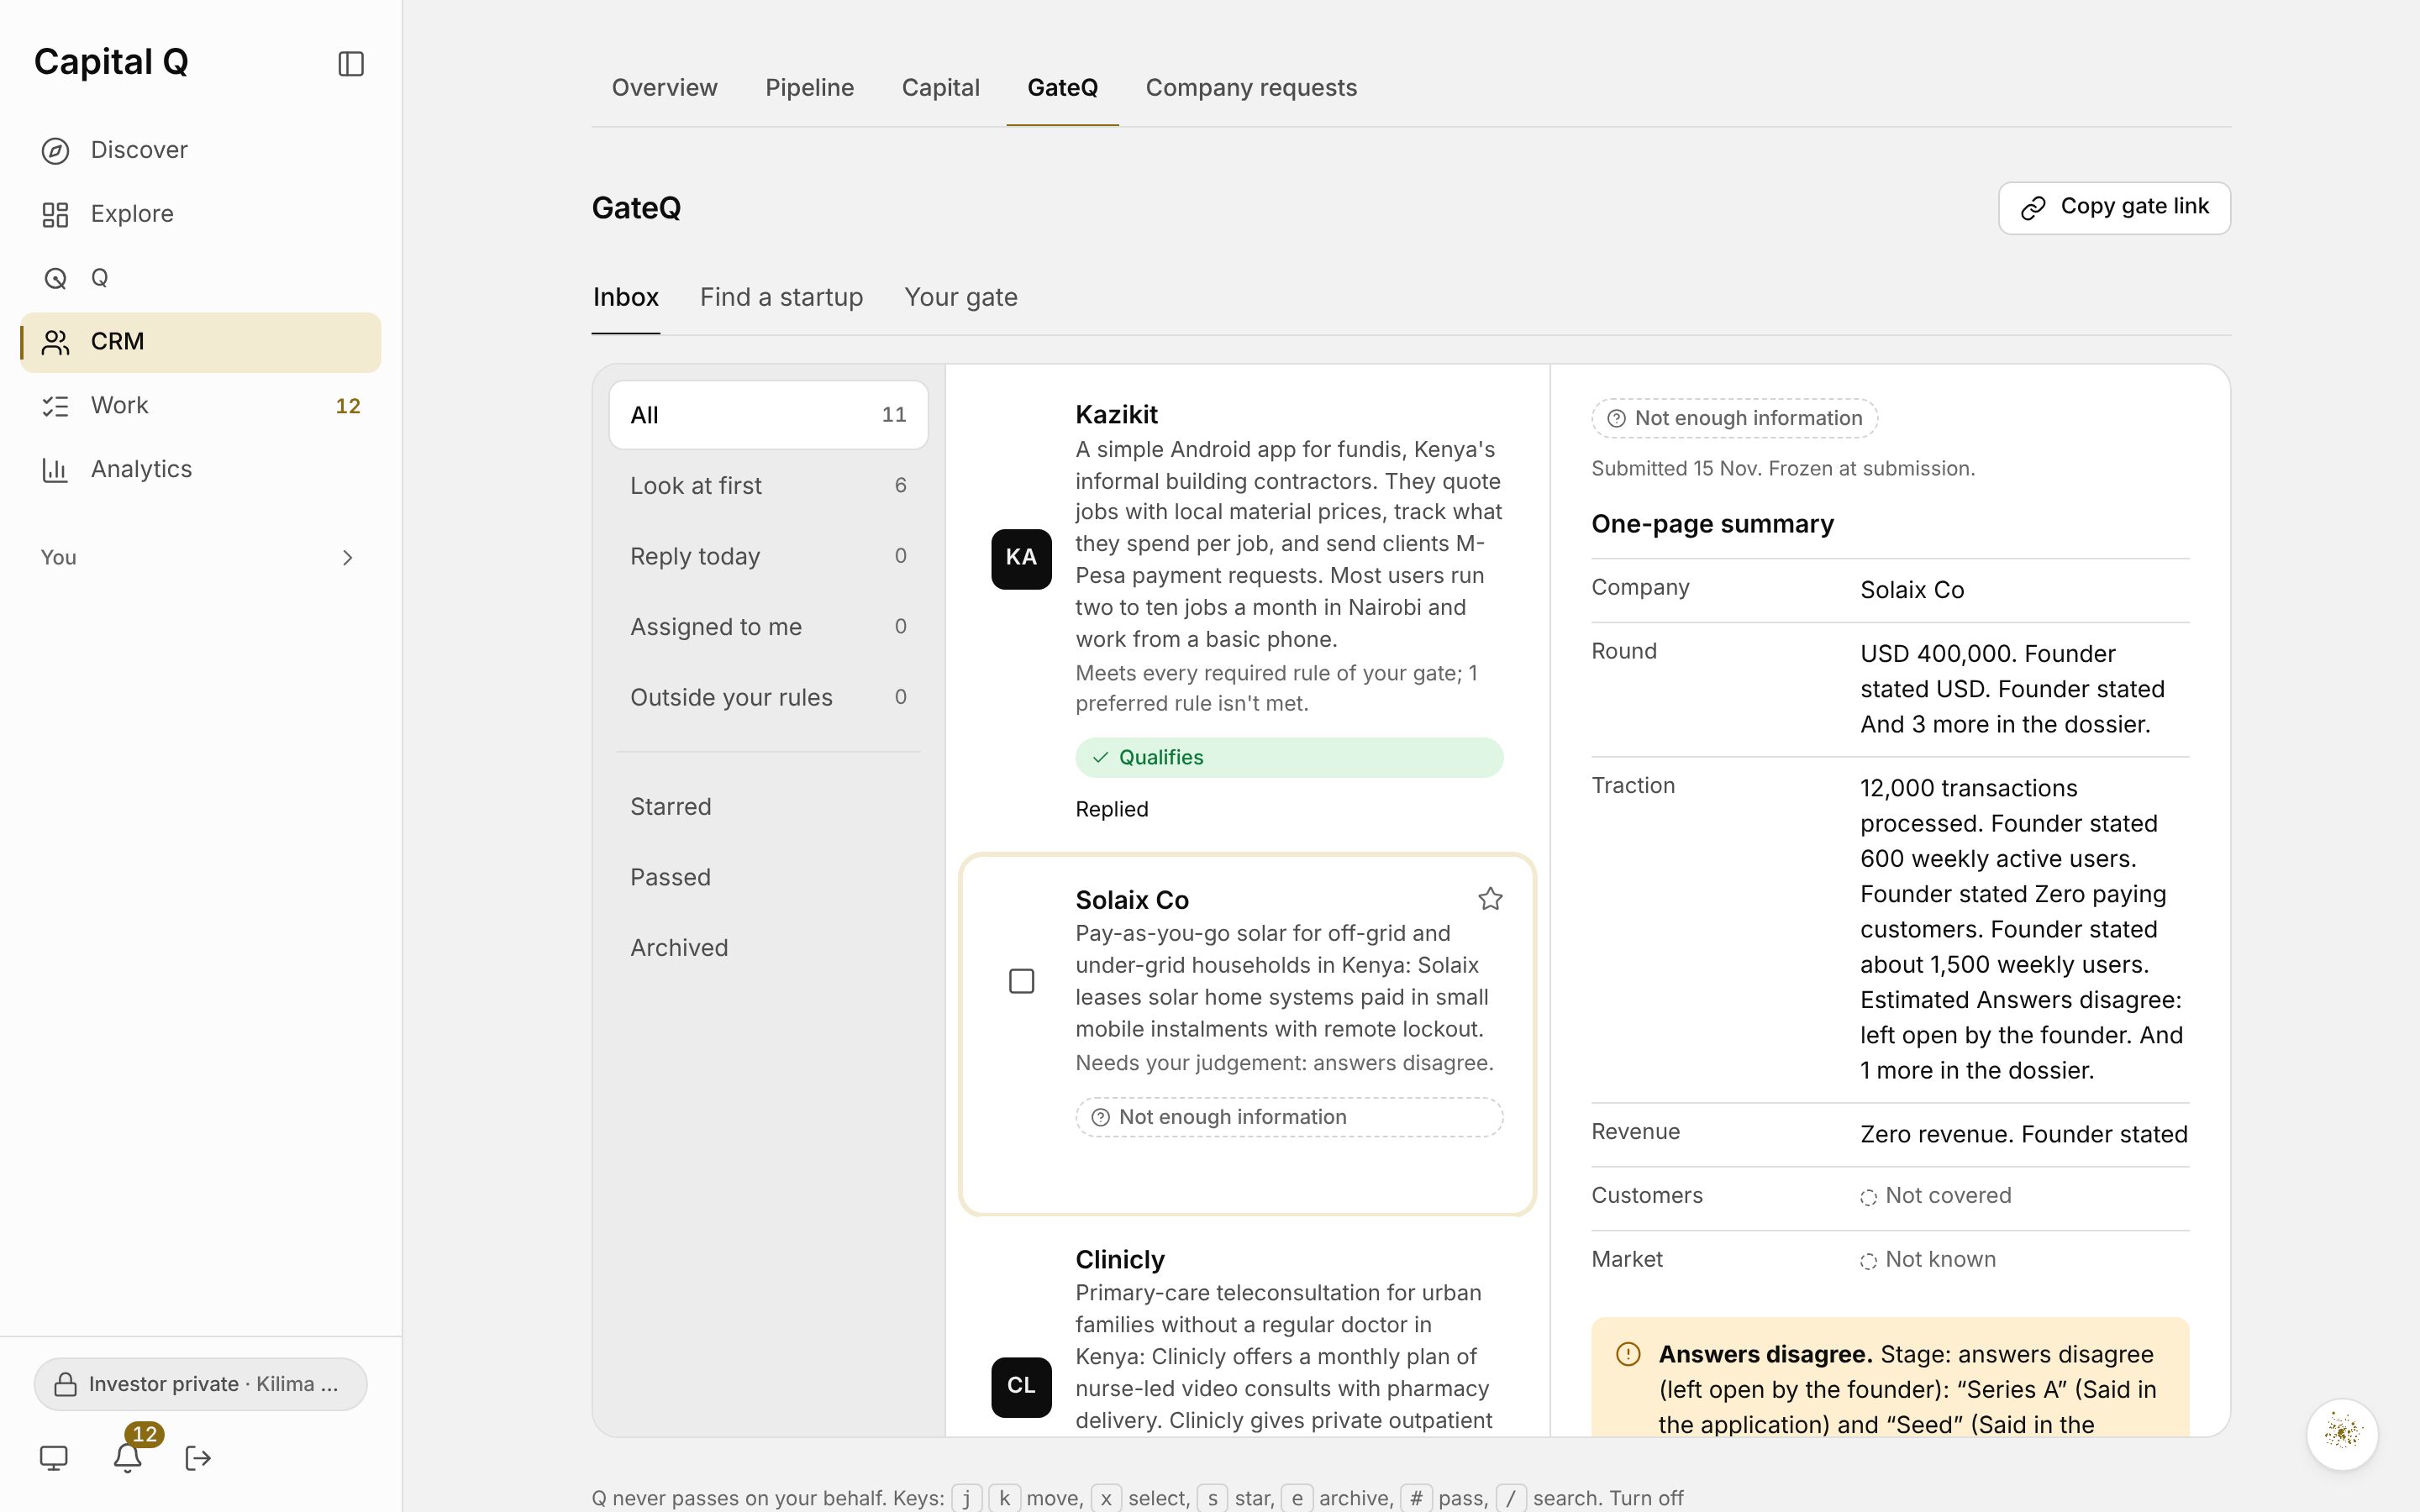 Capital Q
Discover
Explore
Q
CRM
Work 12
Analytics
You
Investor private · Kilima ...
12
Overview Pipeline Capital GateQ Company requests
GateQ
Copy gate link
Inbox Find a startup Your gate
All 11
Look at first 6
Reply today 0
Assigned to me 0
Outside your rules 0
Starred
Passed
Archived
Kazikit
A simple Android app for fundis, Kenya's
informal building contractors. They quote
jobs with local material prices, track what
they spend per job, and send clients M-
Pesa payment requests. Most users run
two to ten jobs a month in Nairobi and
work from a basic phone.
KA
Meets every required rule of your gate; 1
preferred rule isn't met.
Qualifies
Replied
Solaix Co
Pay-as-you-go solar for off-grid and
under-grid households in Kenya: Solaix
leases solar home systems paid in small
mobile instalments with remote lockout.
Needs your judgement: answers disagree.
Not enough information
Clinicly
Primary-care teleconsultation for urban
families without a regular doctor in
Kenya: Clinicly offers a monthly plan of
nurse-led video consults with pharmacy
delivery. Clinicly gives private outpatient
CL
Not enough information
Submitted 15 Nov. Frozen at submission.
One-page summary
Company Solaix Co
Round USD 400,000. Founder
stated USD. Founder stated
And 3 more in the dossier.
Traction 12,000 transactions
processed. Founder stated
600 weekly active users.
Founder stated Zero paying
customers. Founder stated
about 1,500 weekly users.
Estimated Answers disagree:
left open by the founder. And
1 more in the dossier.
Revenue Zero revenue. Founder stated
Customers Not covered
Market Not known
Answers disagree. Stage: answers disagree
(left open by the founder): “Series A” (Said in
the application) and “Seed” (Said in the
Q never passes on your behalf. Keys: j k move, x select, s star, e archive, # pass, / search. Turn off